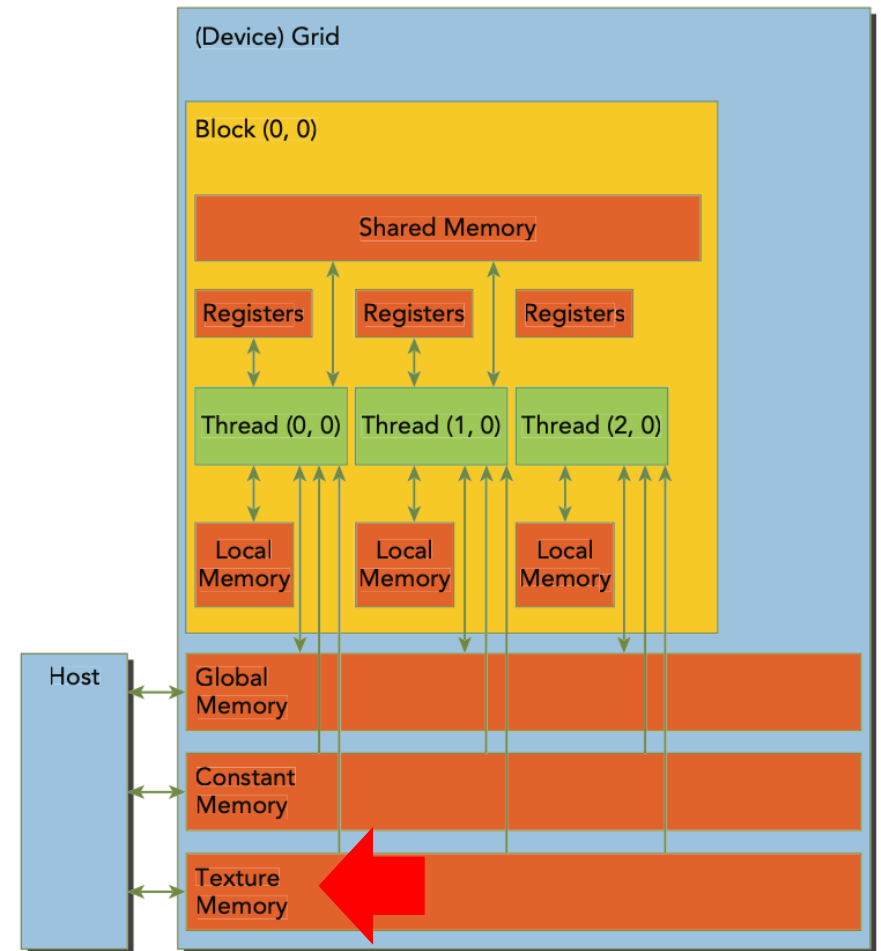 (Device) Grid
Block (0, 0)
Shared Memory
Registers Registers Registers
Thread (0, 0) Thread (1, 0) Thread (2, 0)
Local Local Local
Memory Memory Memory
Host
Global
Memory
Constant
Memory
Texture
Memory